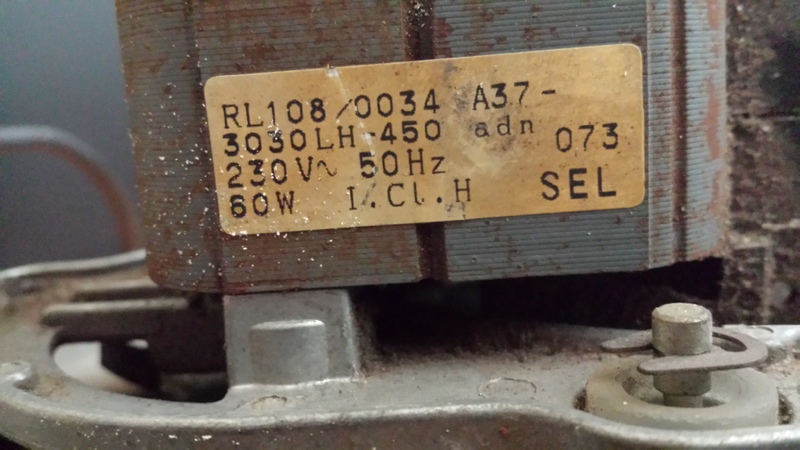 RL108/0034 A37-
3030LH-450 adn 073
230V~ 50Hz
60W I.Cl.H SEL